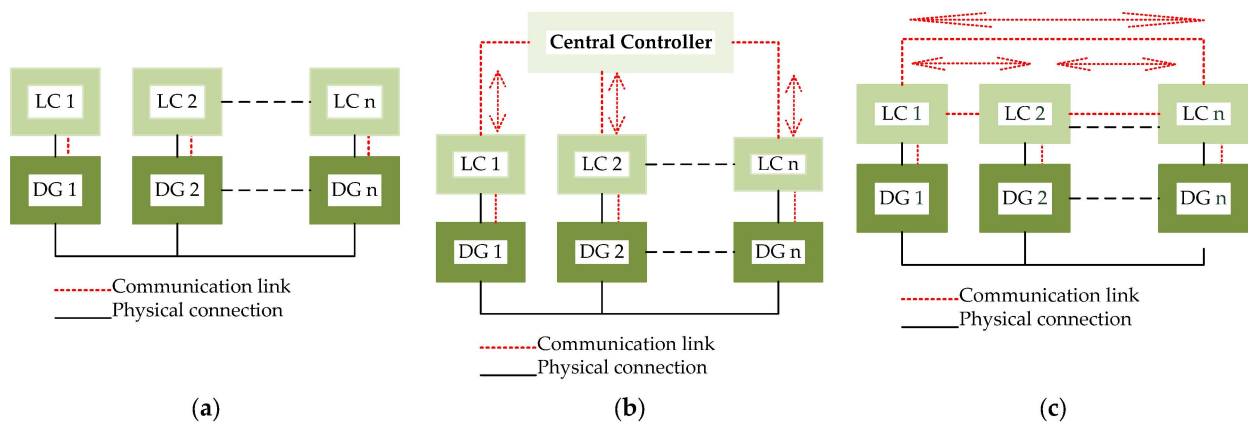 LC 1
LC 2
LC n
DG 1
DG 2
DG n
Communication link
Physical connection
(a)
Central Controller
LC 1
LC 2
LC n
DG 1
DG 2
DG n
Communication link
Physical connection
(b)
LC 1
LC 2
LC n
DG 1
DG 2
DG n
Communication link
Physical connection
(c)